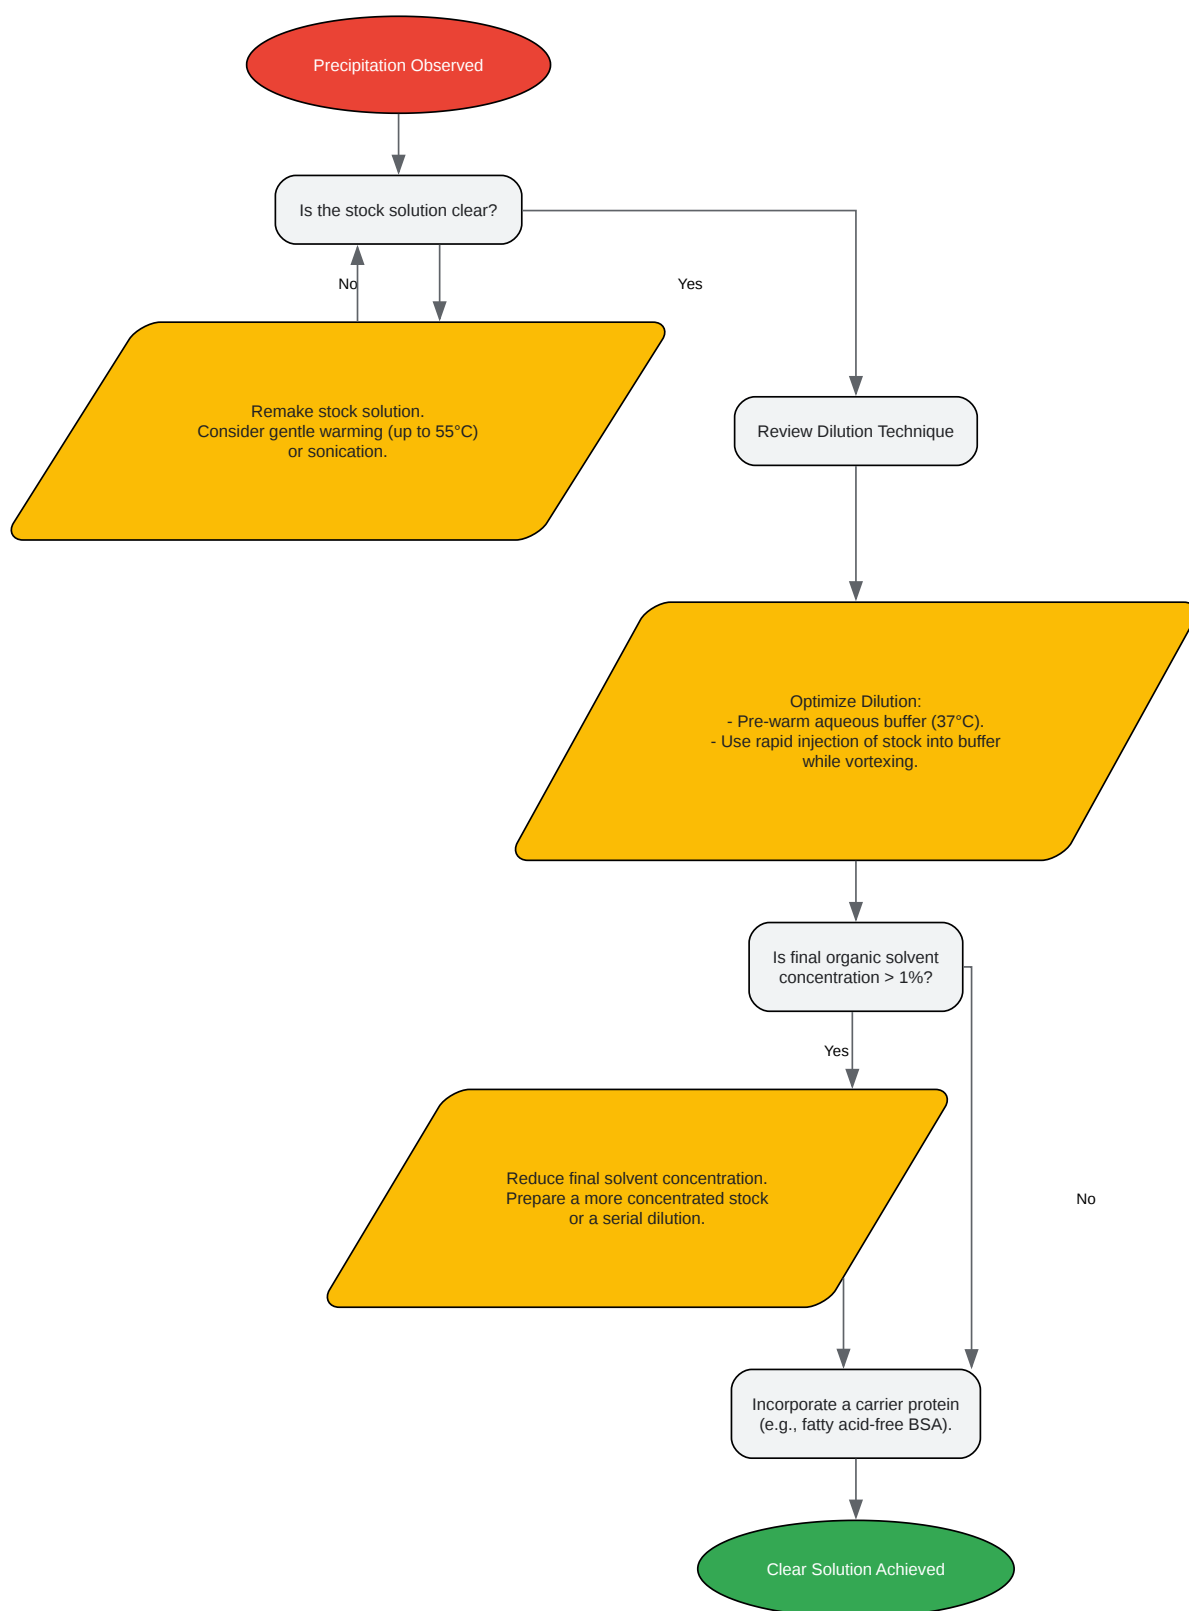 Precipitation Observed
Is the stock solution clear?
No
Yes
Remake stock solution.
Consider gentle warming (up to 55°C)
or sonication.
Review Dilution Technique
Optimize Dilution:
- Pre-warm aqueous buffer (37°C).
- Use rapid injection of stock into buffer
while vortexing.
Is final organic solvent
concentration > 1%?
Yes
Reduce final solvent concentration.
Prepare a more concentrated stock
or a serial dilution.
No
Incorporate a carrier protein
(e.g., fatty acid-free BSA).
Clear Solution Achieved